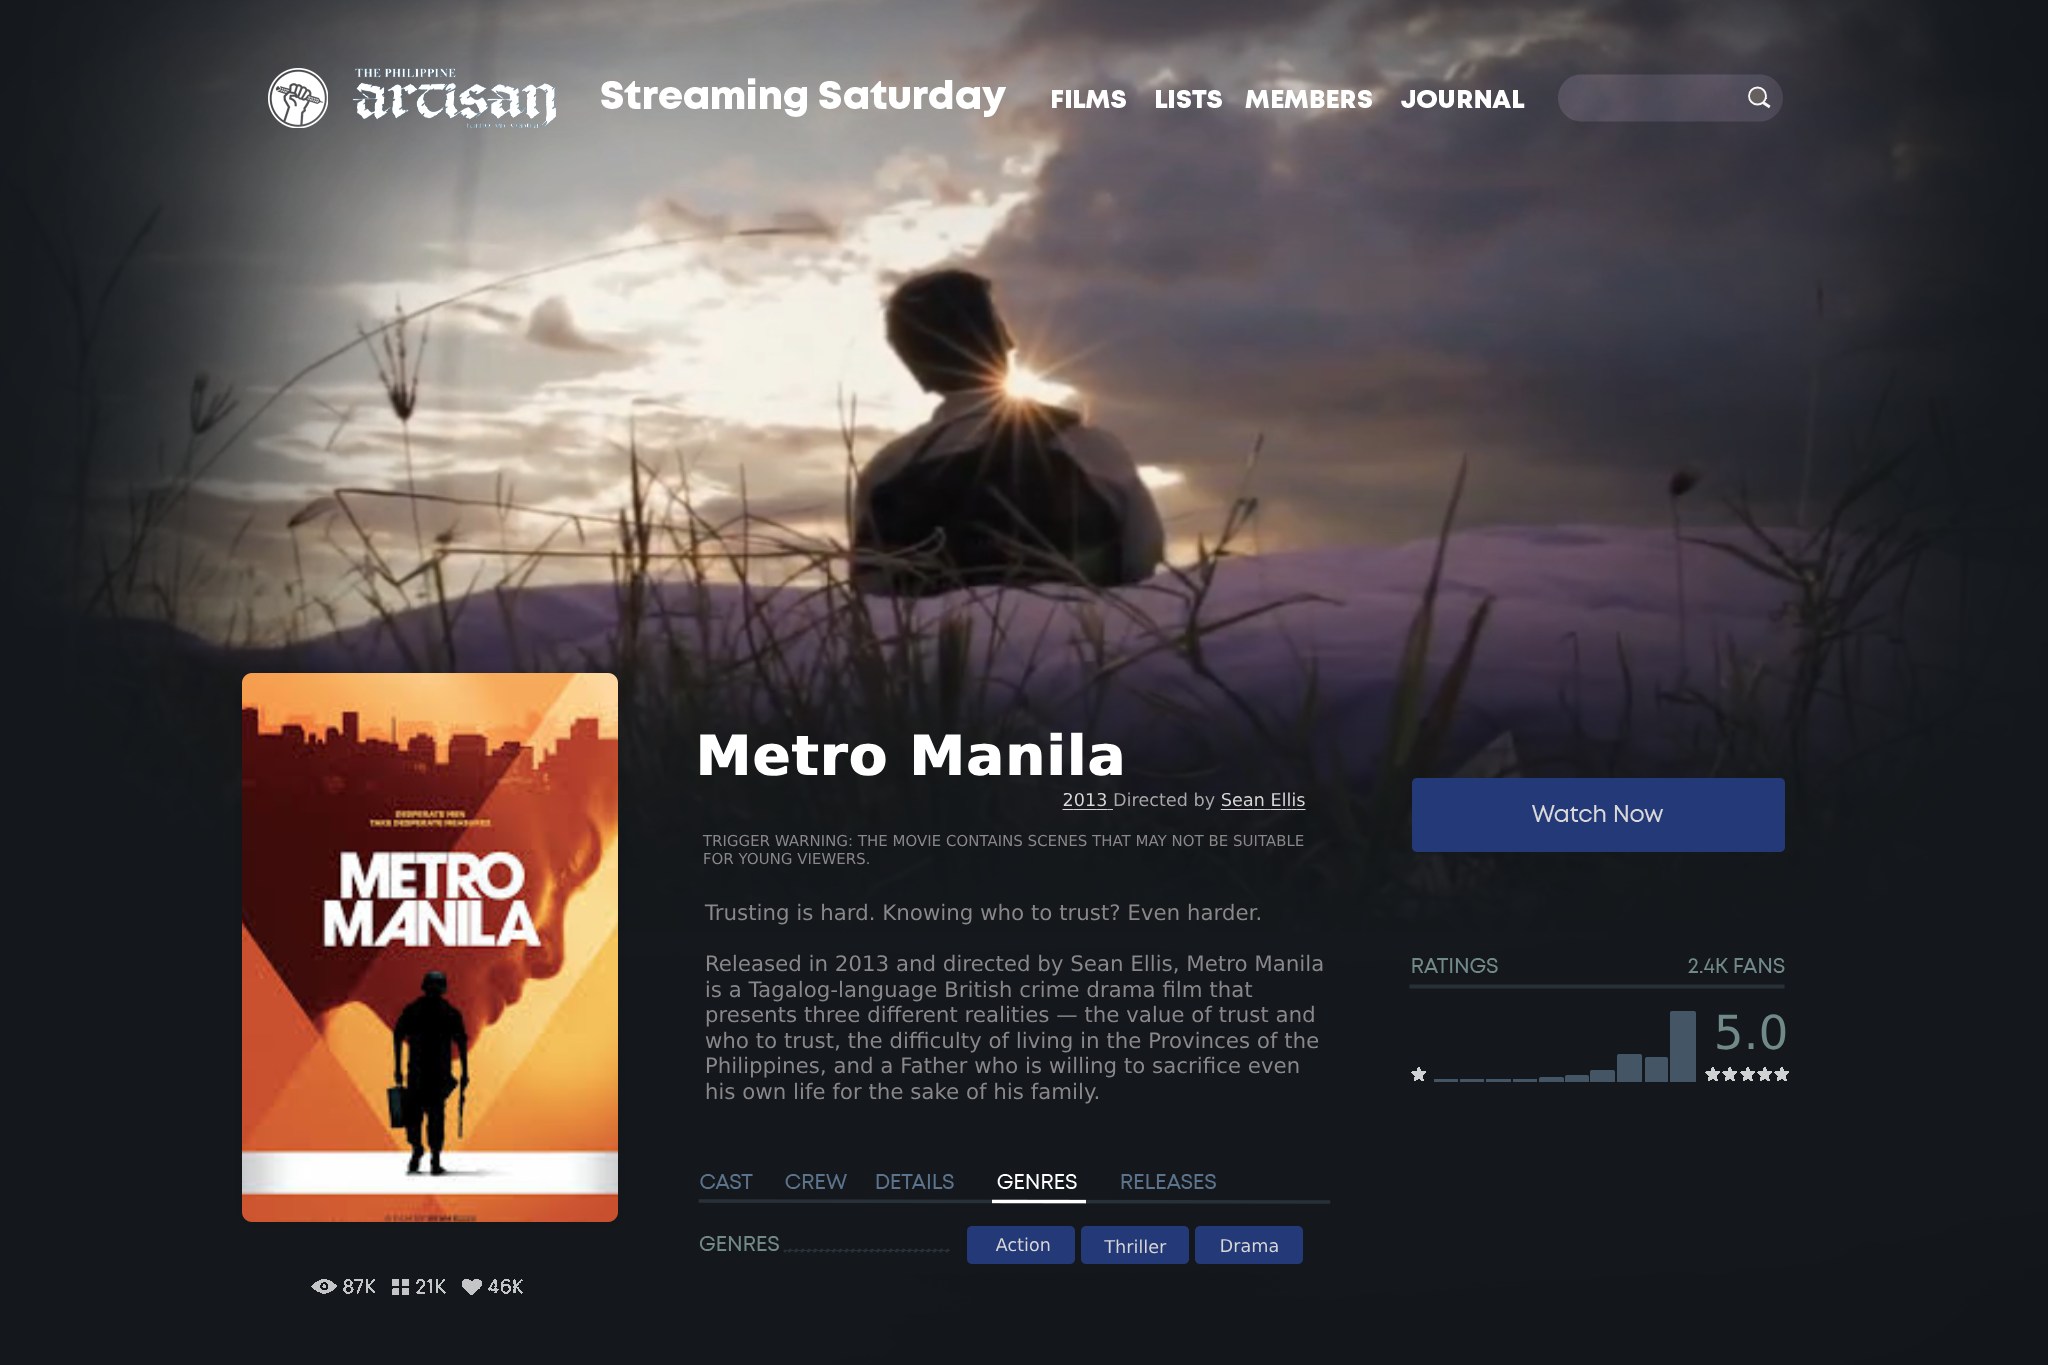 THE PHILIPPINE
artisan
Streaming Saturday
FILMS LISTS MEMBERS JOURNAL
Metro Manila
2013 Directed by Sean Ellis
TRIGGER WARNING: THE MOVIE CONTAINS SCENES THAT MAY NOT BE SUITABLE
FOR YOUNG VIEWERS.
Trusting is hard. Knowing who to trust? Even harder.
Released in 2013 and directed by Sean Ellis, Metro Manila
is a Tagalog-language British crime drama film that
presents three different realities — the value of trust and
who to trust, the difficulty of living in the Provinces of the
Philippines, and a Father who is willing to sacrifice even
his own life for the sake of his family.
Watch Now
RATINGS 2.4K FANS
5.0
DESPERATE MEN
TAKE DESPERATE MEASURES
METRO
MANILA
CAST CREW DETAILS GENRES RELEASES
GENRES Action Thriller Drama
87K 21K 46K